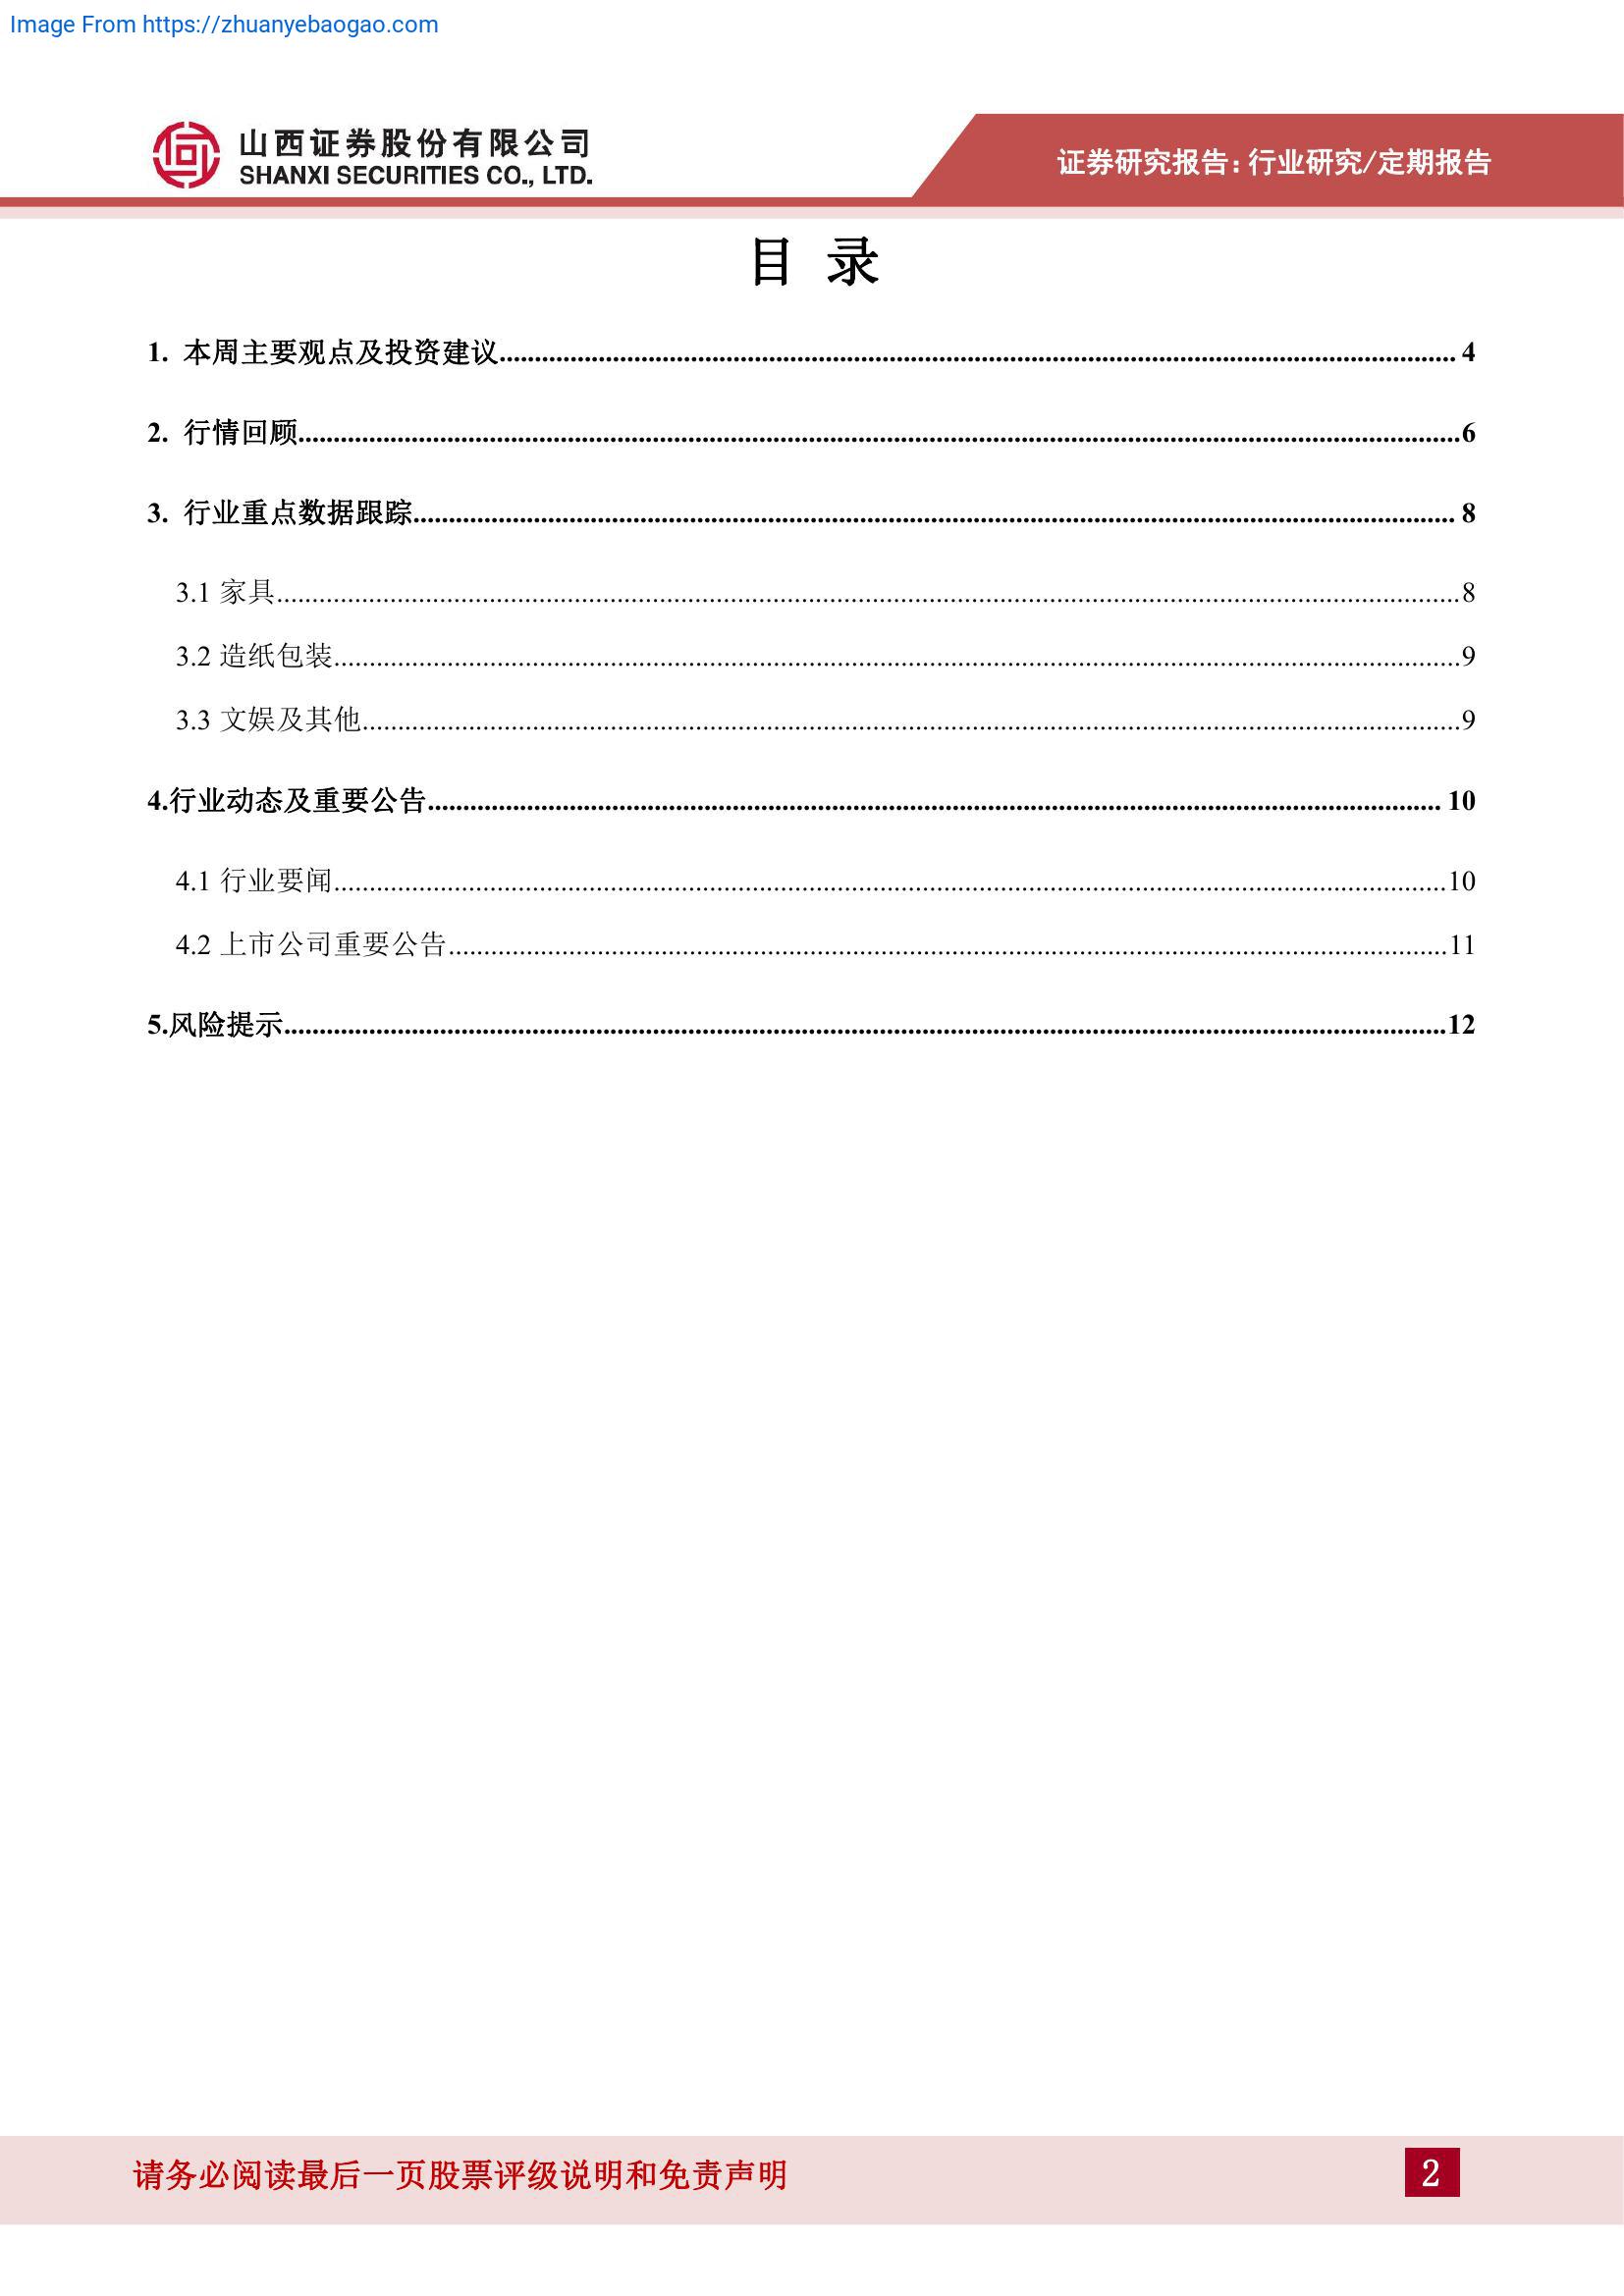 Image From https://zhuanyebaogao.com
山西证券股份有限公司
SHANXI SECURITIES CO., LTD.
证券研究报告：行业研究/定期报告
目 录
1. 本周主要观点及投资建议 4
2. 行情回顾 6
3. 行业重点数据跟踪 8
3.1 家具 8
3.2 造纸包装 9
3.3 文娱及其他 9
4.行业动态及重要公告 10
4.1 行业要闻 10
4.2 上市公司重要公告 11
5.风险提示 12
请务必阅读最后一页股票评级说明和免责声明
2